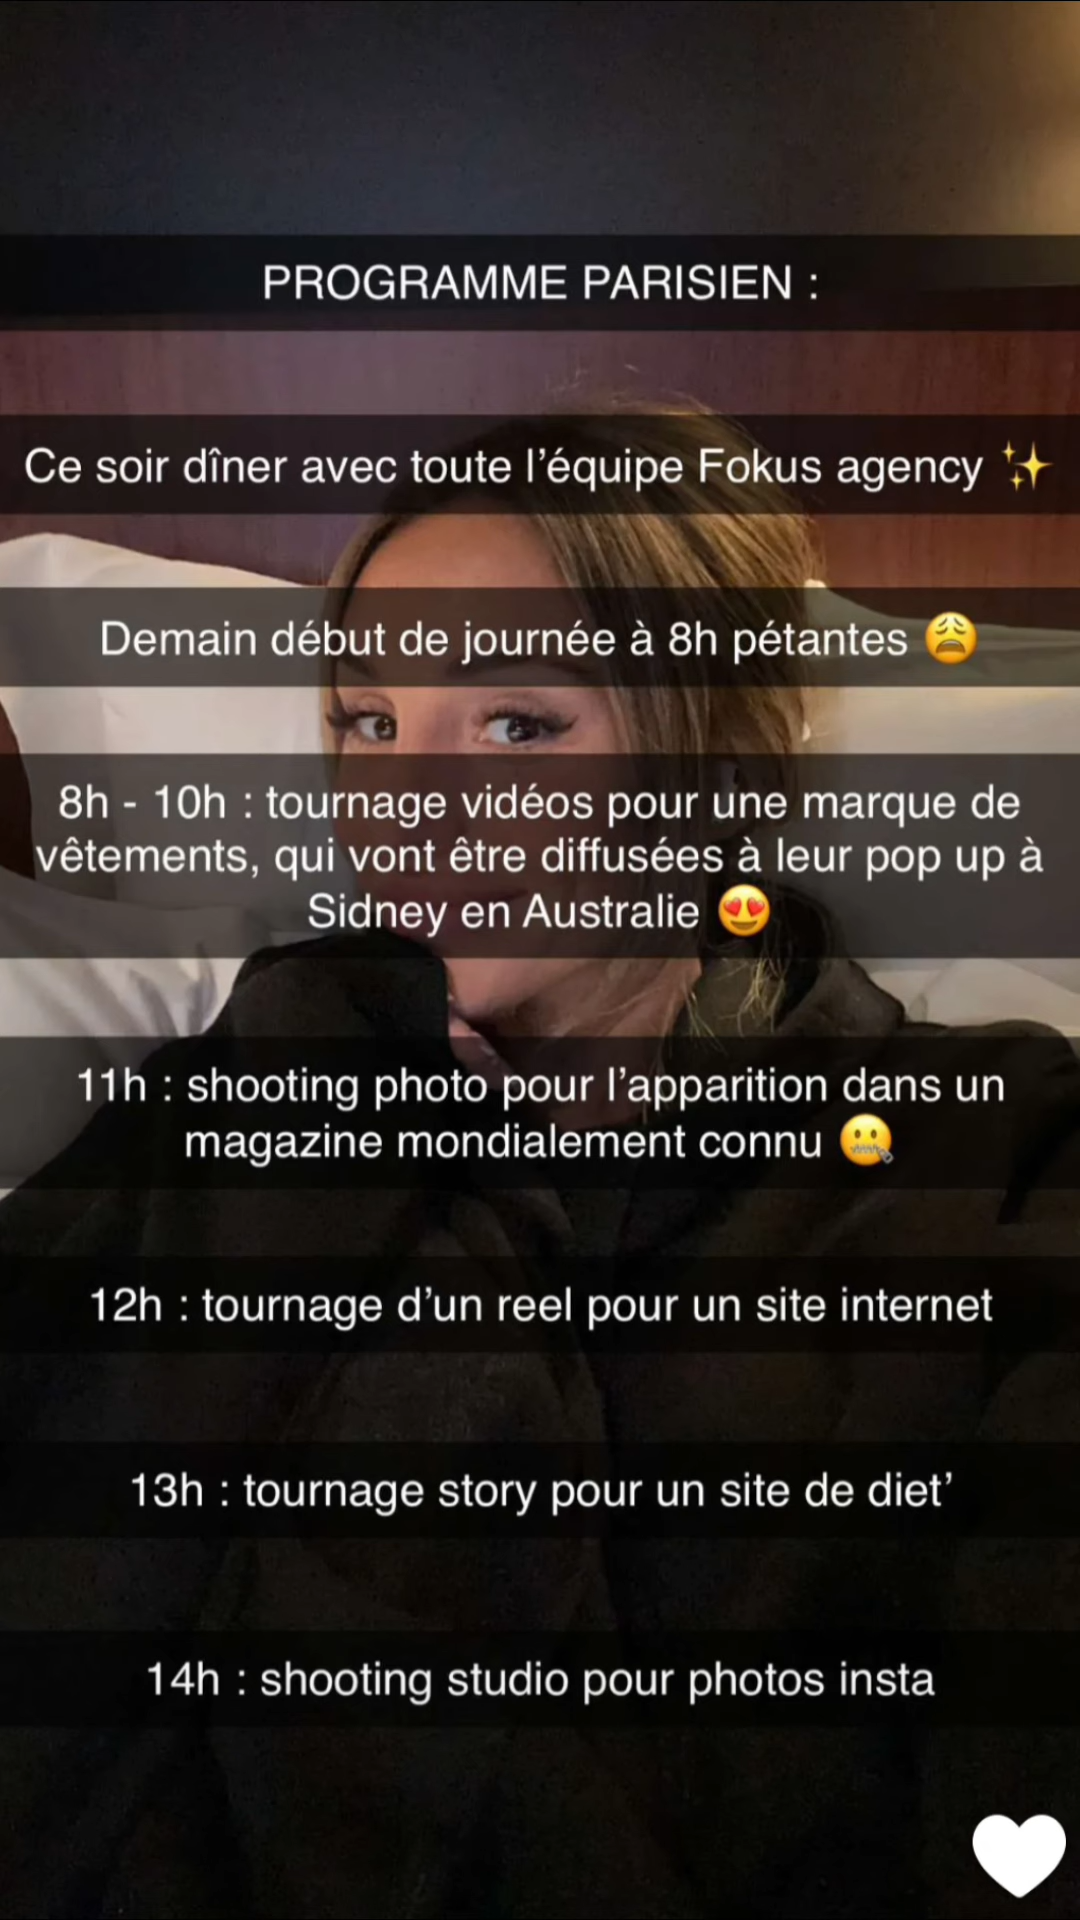 PROGRAMME PARISIEN :
Ce soir dîner avec toute l’équipe Fokus agency ✨
Demain début de journée à 8h pétantes 😩
8h - 10h : tournage vidéos pour une marque de
vêtements, qui vont être diffusées à leur pop up à
Sidney en Australie 😍
11h : shooting photo pour l’apparition dans un
magazine mondialement connu 🤐
12h : tournage d’un reel pour un site internet
13h : tournage story pour un site de diet’
14h : shooting studio pour photos insta